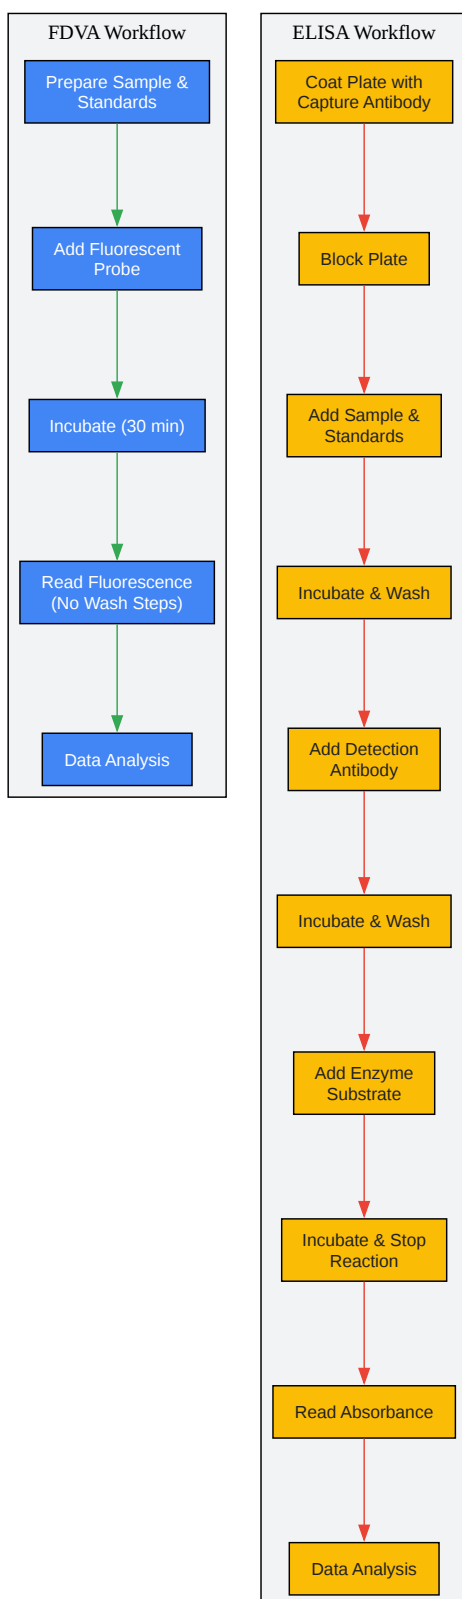 FDVA Workflow
Prepare Sample &
Standards
Add Fluorescent
Probe
Incubate (30 min)
Read Fluorescence
(No Wash Steps)
Data Analysis
ELISA Workflow
Coat Plate with
Capture Antibody
Block Plate
Add Sample &
Standards
Incubate & Wash
Add Detection
Antibody
Incubate & Wash
Add Enzyme
Substrate
Incubate & Stop
Reaction
Read Absorbance
Data Analysis